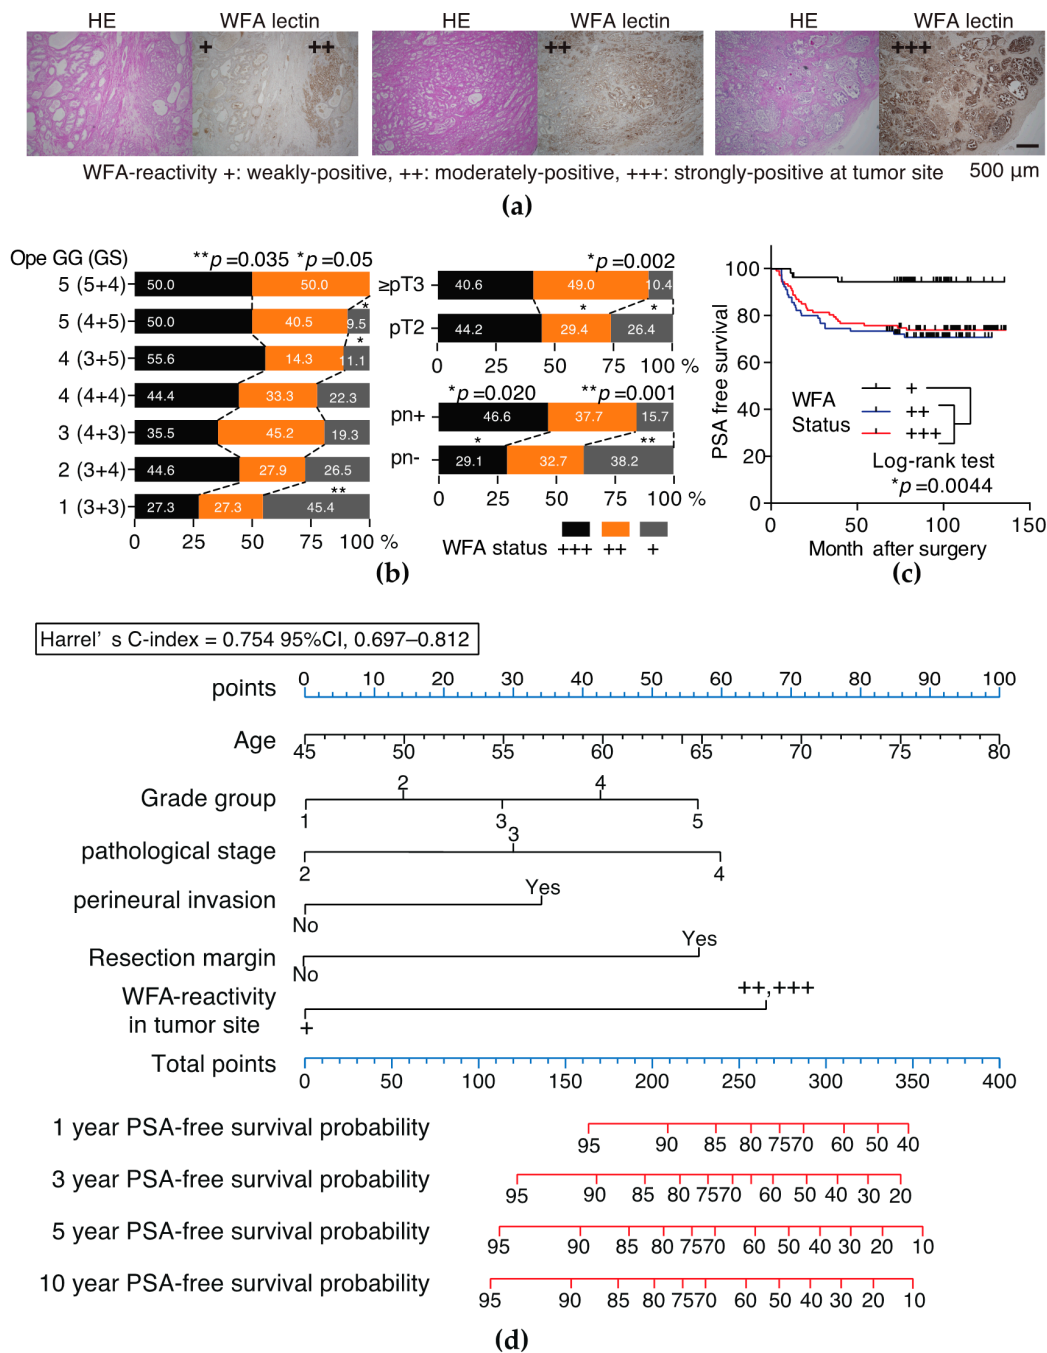 HE WFA lectin HE WFA lectin HE WFA lectin
+ ++ ++ +++
WFA-reactivity +: weakly-positive, ++: moderately-positive, +++: strongly-positive at tumor site 500 µm
(a)
Ope GG (GS) **p=0.035 *p=0.05
5 (5+4) 50.0 50.0
*
5 (4+5) 50.0 40.5 9.5
*
4 (3+5) 55.6 14.3 11.1
4 (4+4) 44.4 33.3 22.3
3 (4+3) 35.5 45.2 19.3
2 (3+4) 44.6 27.9 26.5
**
1 (3+3) 27.3 27.3 45.4
0 25 50 75 100 %
*p=0.002
≥pT3 40.6 49.0 10.4
* *
pT2 44.2 29.4 26.4
0 25 50 75 100 %
*p=0.020 **p=0.001
pn+ 46.6 37.7 15.7
* **
pn- 29.1 32.7 38.2
0 25 50 75 100 %
WFA status +++ ++ +
(b)
PSA free survival
100
80
60
40
20
0
WFA Status
+
++
+++
Log-rank test
*p=0.0044
0 50 100 150
Month after surgery
(c)
Harrel' s C-index = 0.754 95%CI, 0.697–0.812
points 0 10 20 30 40 50 60 70 80 90 100
Age 45 50 55 60 65 70 75 80
2 4
Grade group
1 3 5
3
pathological stage
2 4
Yes
perineural invasion
No
Yes
Resection margin
No
++,+++
WFA-reactivity
in tumor site
+
Total points
0 50 100 150 200 250 300 350 400
1 year PSA-free survival probability
95 90 85 80 7570 60 50 40
3 year PSA-free survival probability
95 90 85 80 7570 60 50 40 30 20
5 year PSA-free survival probability
95 90 85 80 7570 60 50 40 30 20 10
10 year PSA-free survival probability
95 90 85 80 7570 60 50 40 30 20 10
(d)